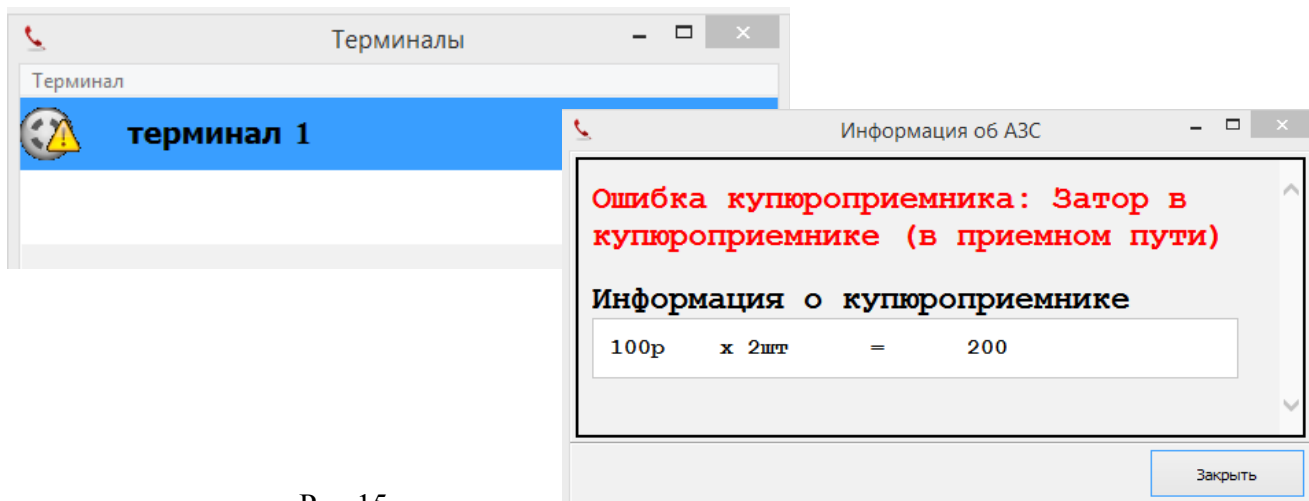 Терминалы
Терминал
терминал 1
Информация об АЗС
Ошибка купюроприемника: Затор в
купюроприемнике (в приемном пути)
Информация о купюроприемнике
100р х 2шт = 200
Закрыть